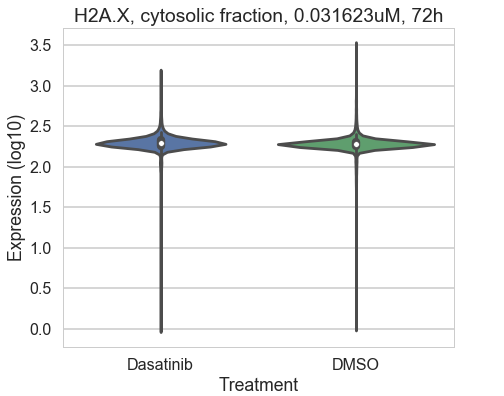 H2A.X, cytosolic fraction, 0.031623uM, 72h
3.5
3.0
2.5
2.0
1.5
1.0
0.5
0.0
Expression (log10)
Dasatinib DMSO
Treatment